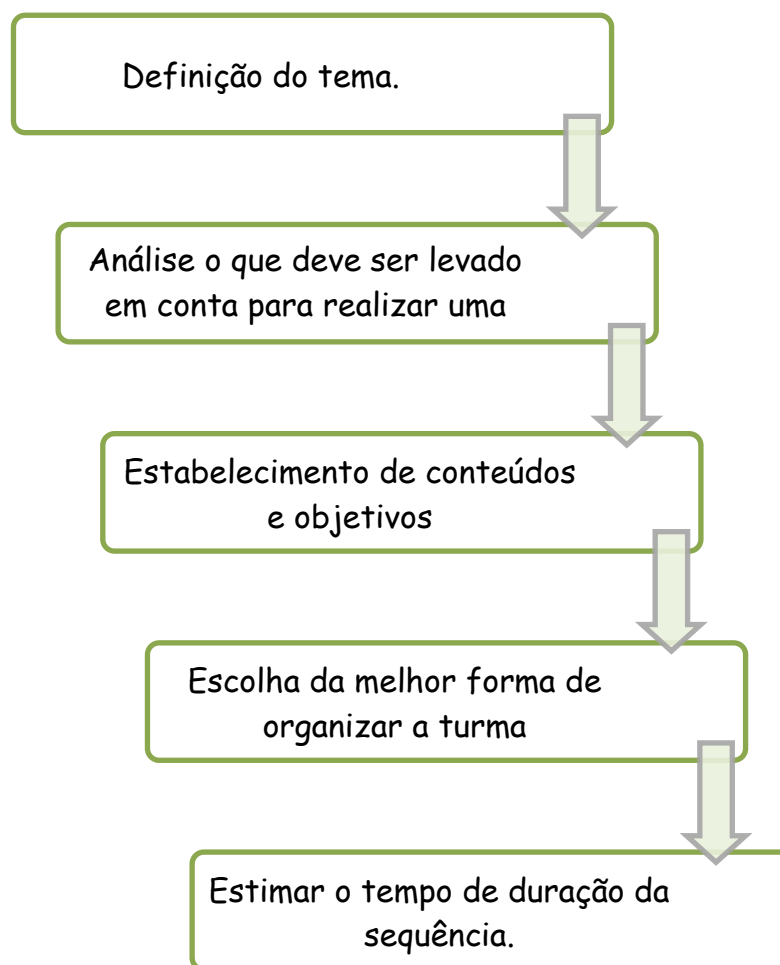 Definição do tema.
Análise o que deve ser levado
em conta para realizar uma
Estabelecimento de conteúdos
e objetivos
Escolha da melhor forma de
organizar a turma
Estimar o tempo de duração da
sequência.